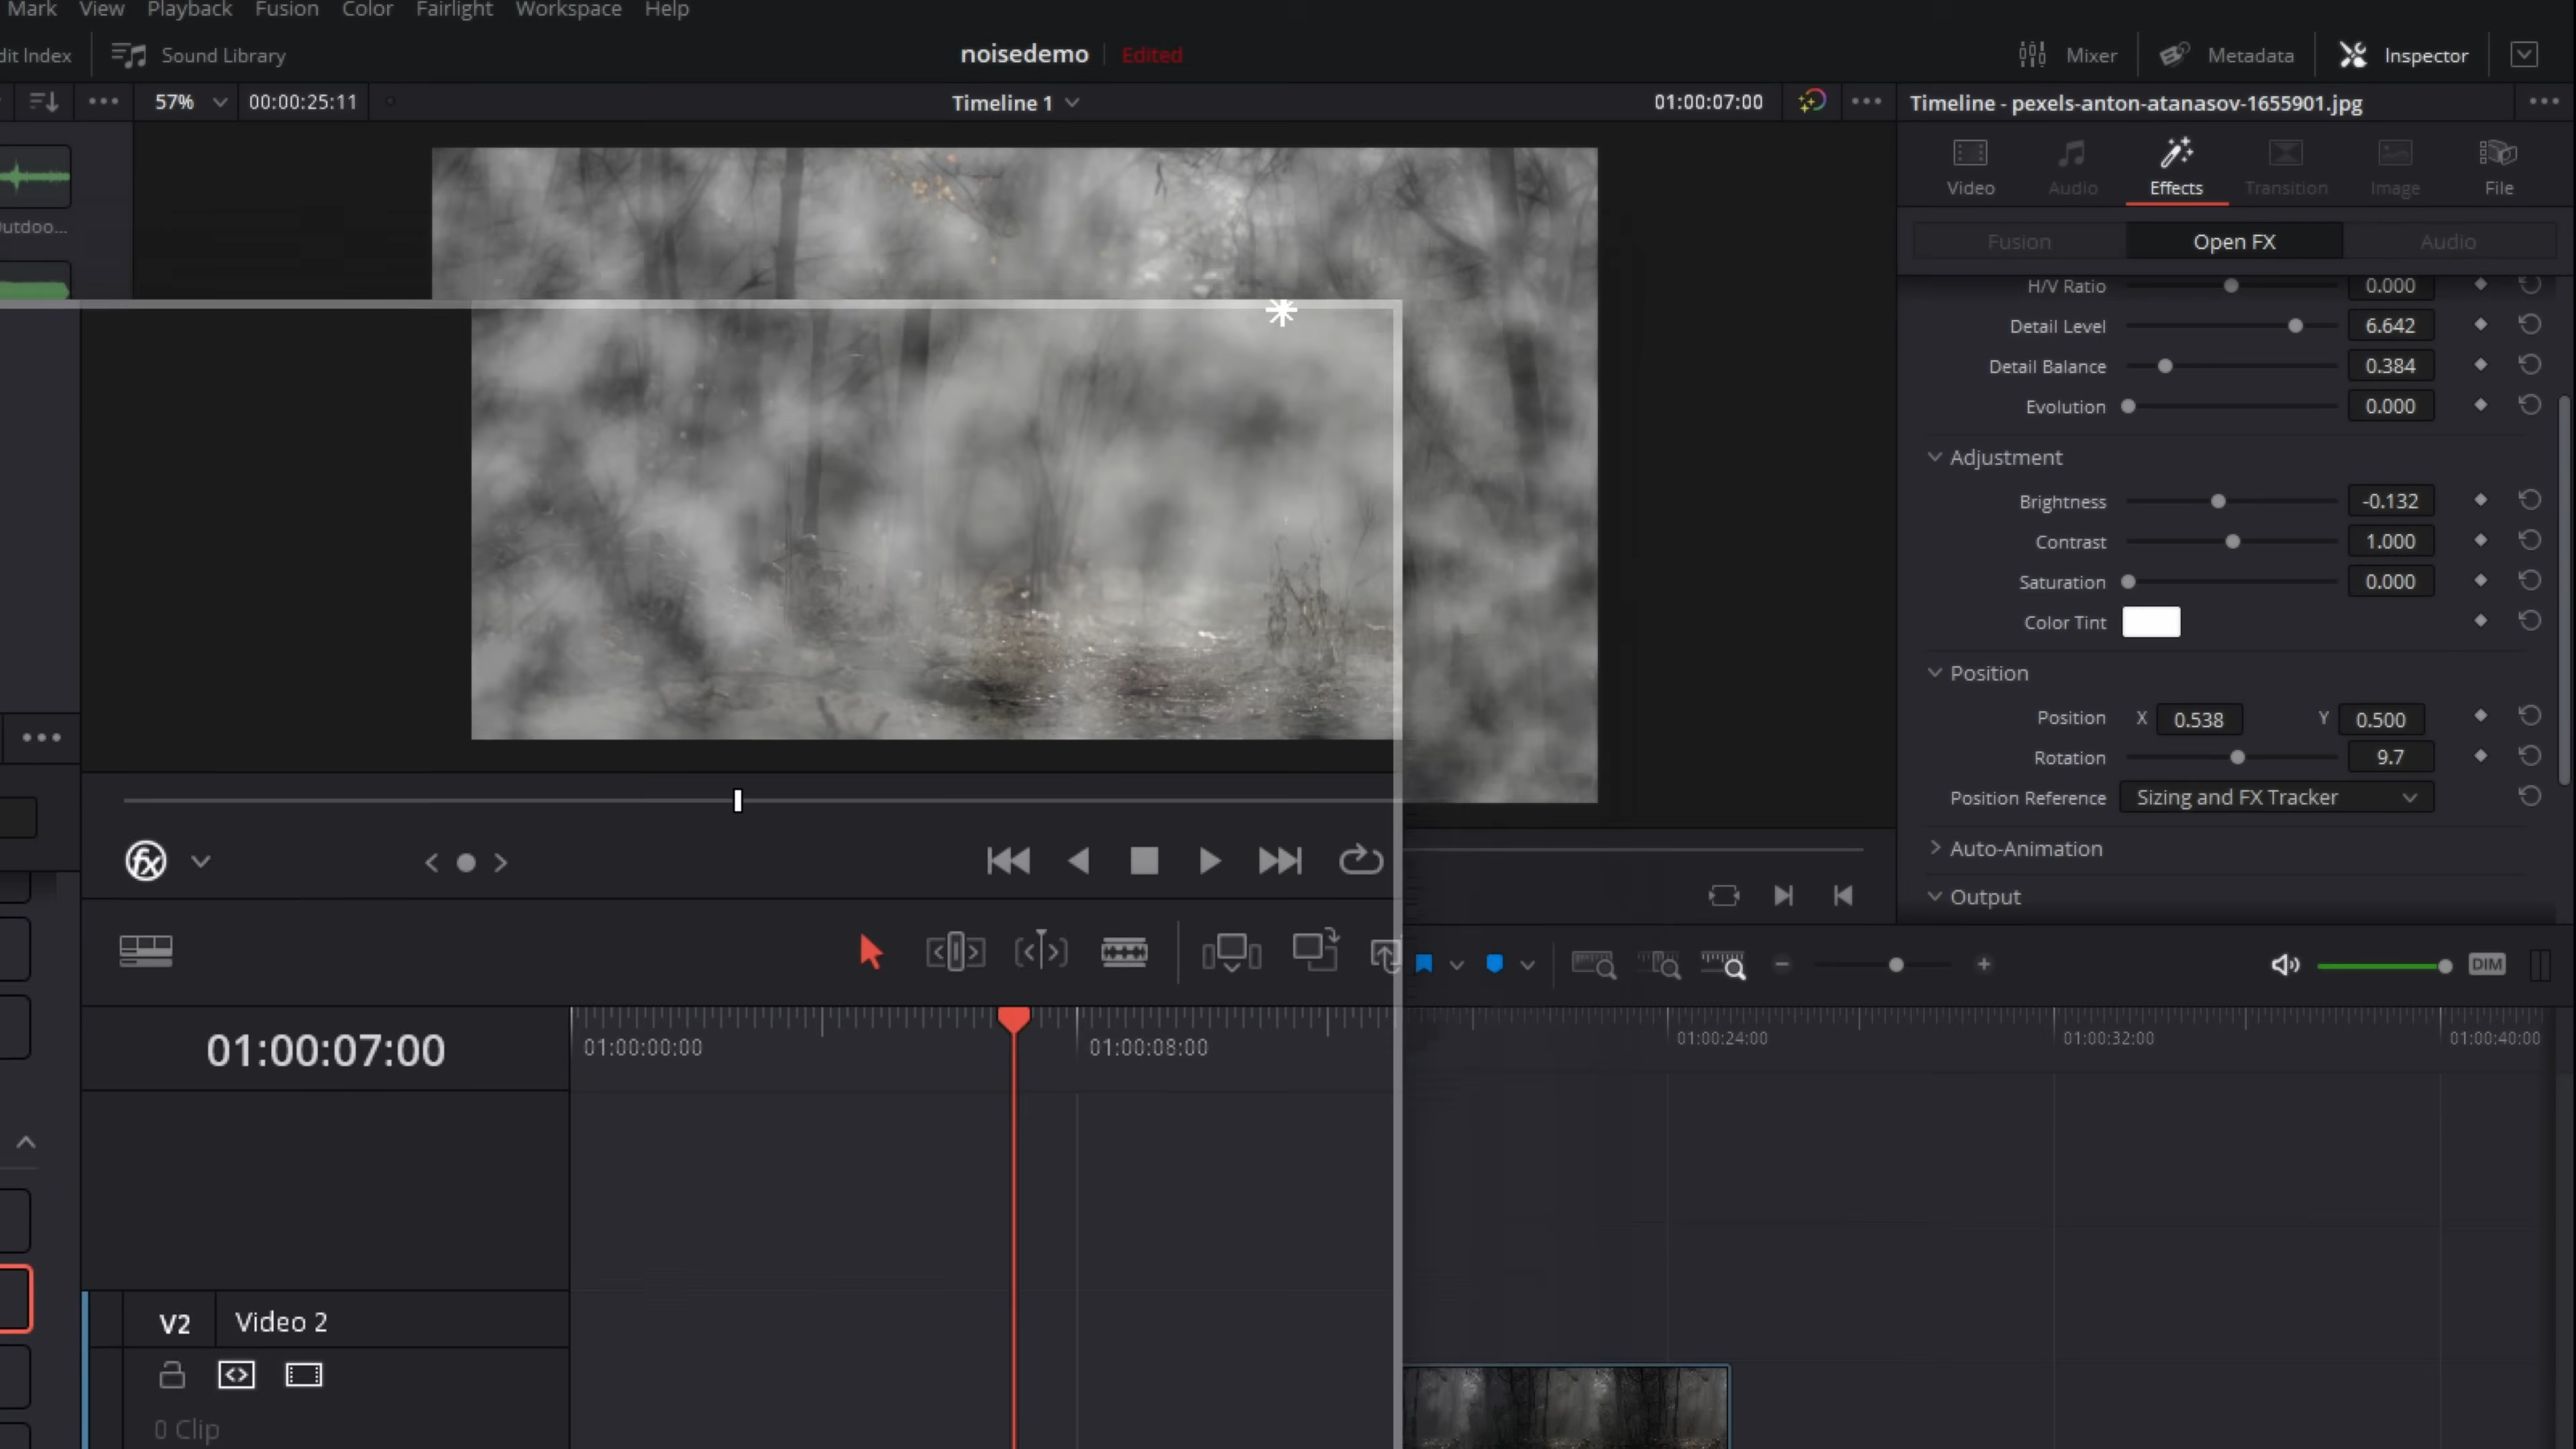 Mark View Playback Fusion Color Fairlight Workspace Help
dit Index Sound Library noisedemo Edited Mixer Metadata Inspector
57% 00:00:25:11 Timeline 1 01:00:07:00 Timeline - pexels-anton-atanasov-1655901.jpg
Video Audio Effects Transition Image File
utdoo...
Fusion Open FX Audio
H/V Ratio 0.000
Detail Level 6.642
Detail Balance 0.384
Evolution 0.000
Adjustment
Brightness -0.132
Contrast 1.000
Saturation 0.000
Color Tint
Position
Position X 0.538 Y 0.500
Rotation 9.7
Position Reference Sizing and FX Tracker
Auto-Animation
Output
fx
DIM
01:00:07:00 01:00:00:00 01:00:08:00 01:00:24:00 01:00:32:00 01:00:40:00
V2 Video 2
0 Clip